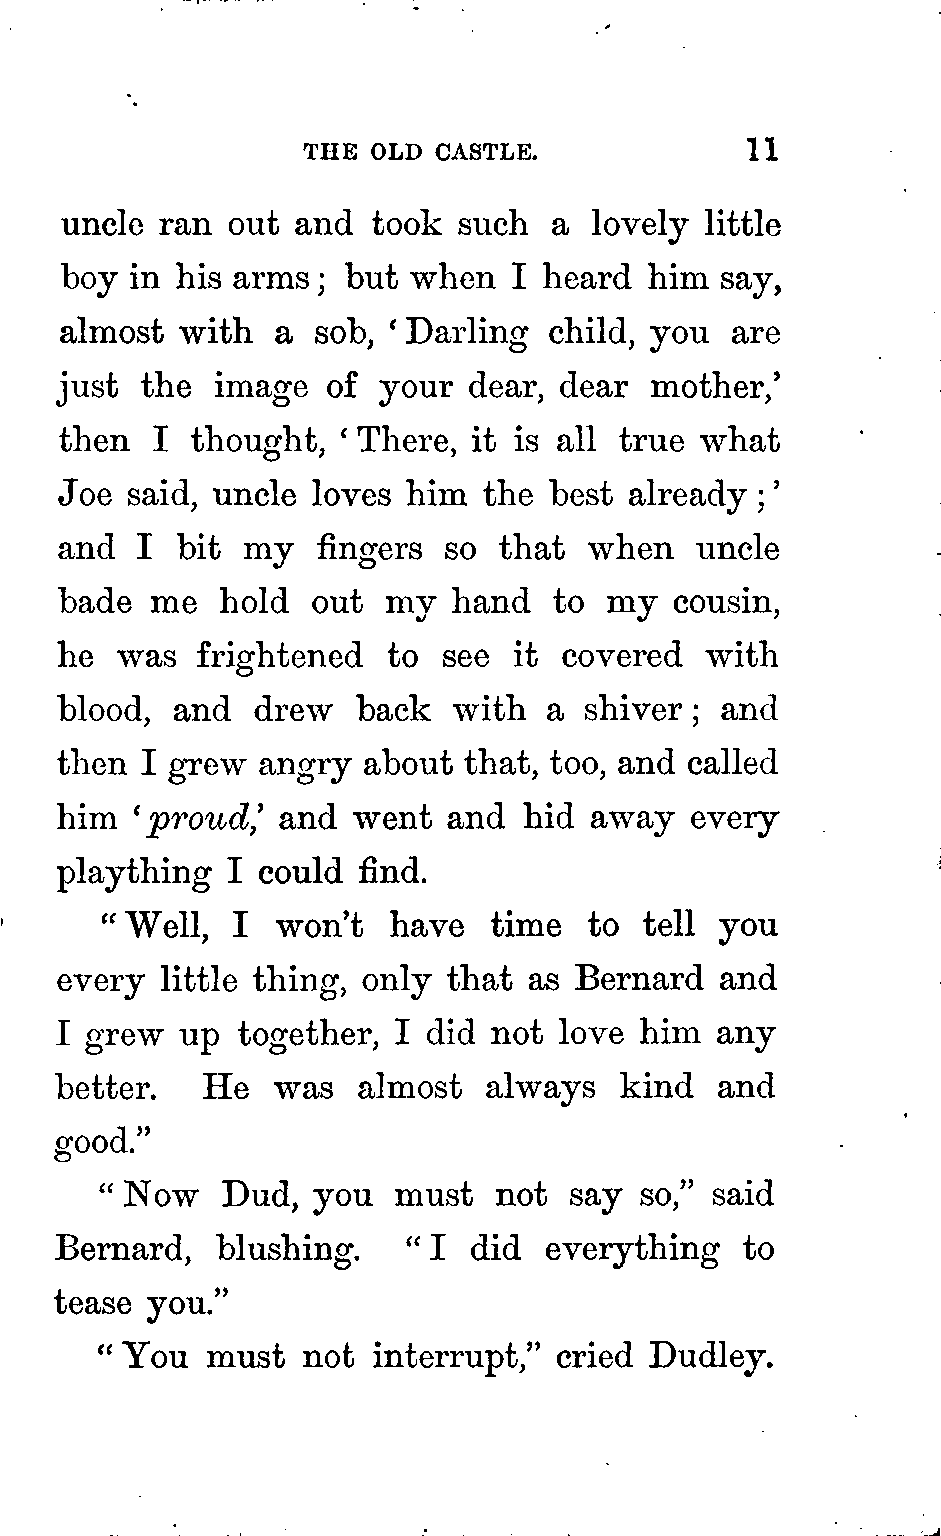 THE OLD CASTLE. 11
uncle ran out and took such a lovely little
boy in his arms; but when I heard him say,
almost with a sob, ‘Darling child, you are
just the image of your dear, dear mother,’
then I thought, ‘There, it is all true what
Joe said, uncle loves him the best already;’
and I bit my fingers so that when uncle
bade me hold out my hand to my cousin,
he was frightened to see it covered with
blood, and drew back with a shiver; and
then I grew angry about that, too, and called
him ‘proud,’ and went and hid away every
plaything I could find.
“Well, I won’t have time to tell you
every little thing, only that as Bernard and
I grew up together, I did not love him any
better. He was almost always kind and
good.”
“Now Dud, you must not say so,” said
Bernard, blushing. “I did everything to
tease you.”
“You must not interrupt,” cried Dudley.